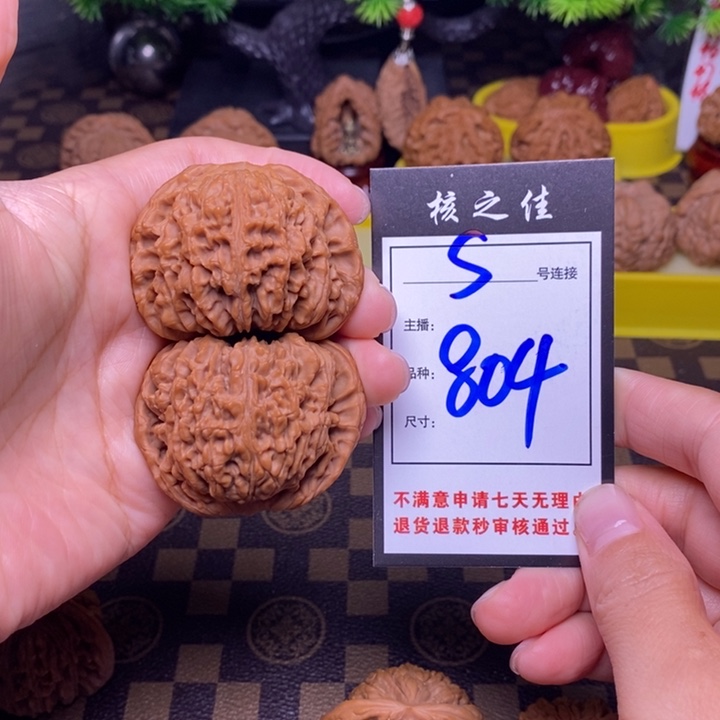 核之佳
S
号连接
主播：
品种：
804
尺寸：
不满意申请七天无理由
退货退款秒审核通过